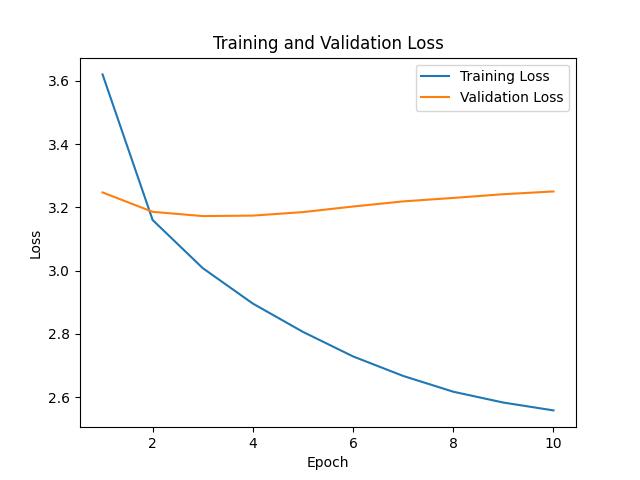 Training and Validation Loss
Training Loss
Validation Loss
3.6
3.4
3.2
3.0
2.8
2.6
Loss
2 4 6 8 10
Epoch